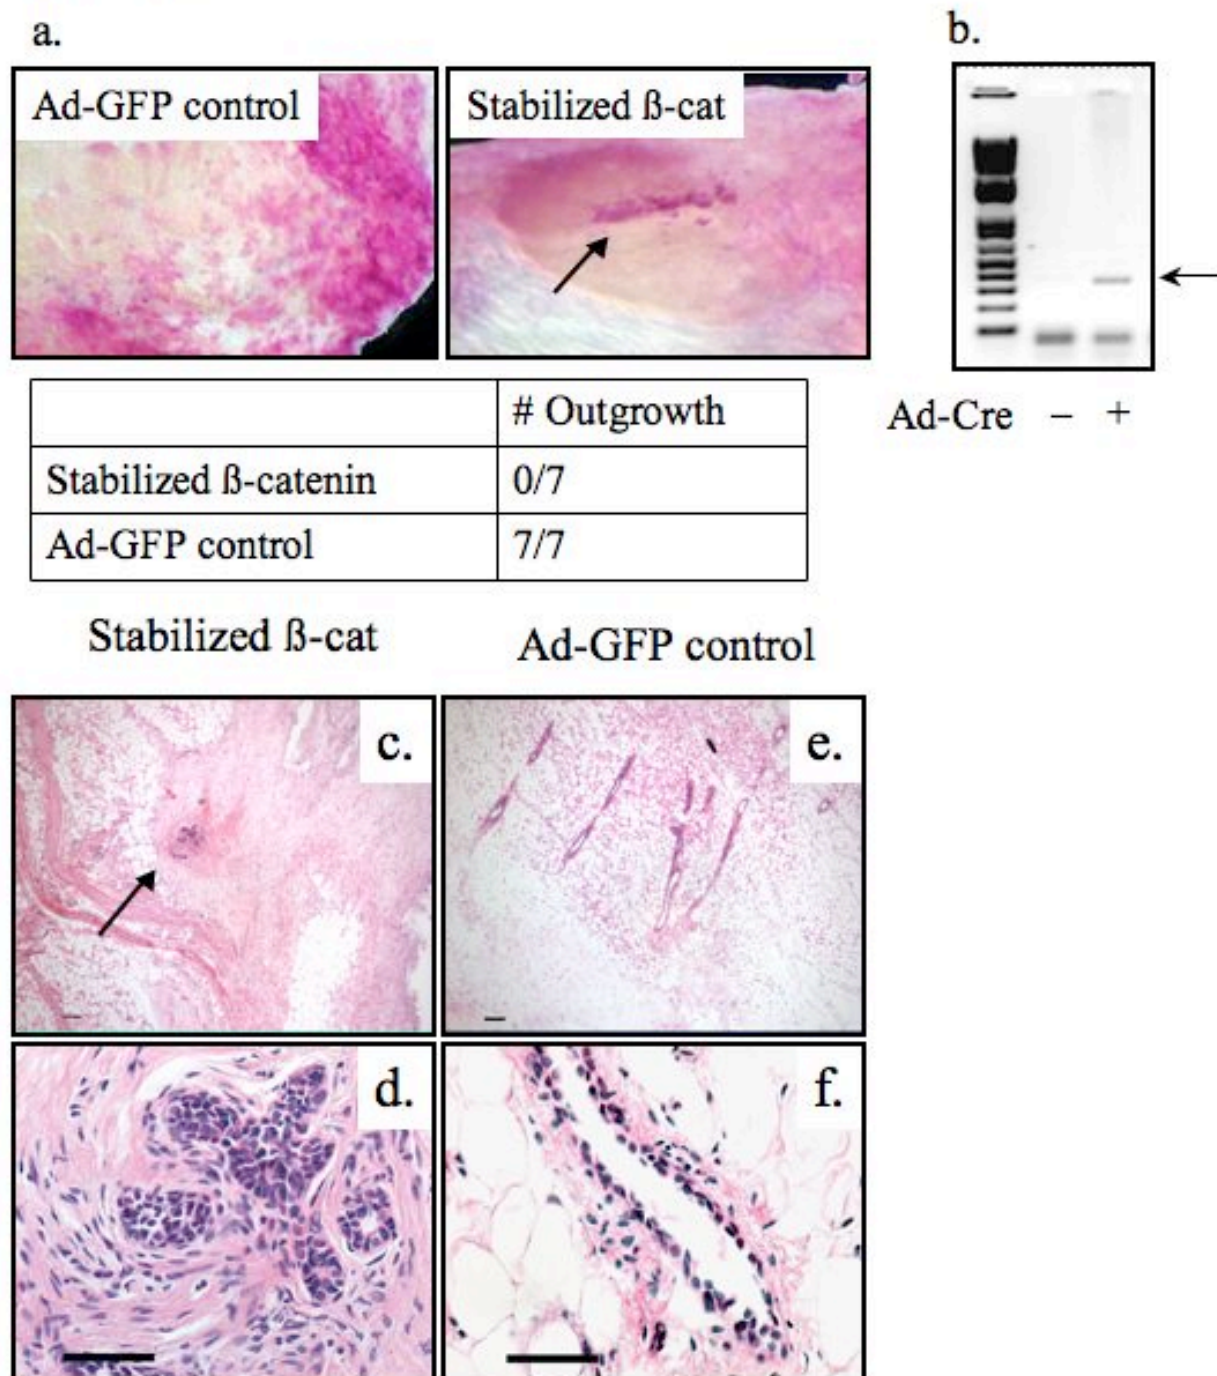 a.
b.
Ad-GFP control
Stabilized ß-cat
Ad-Cre – +
# Outgrowth
Stabilized ß-catenin 0/7
Ad-GFP control 7/7
Stabilized ß-cat
Ad-GFP control
c.
e.
d.
f.